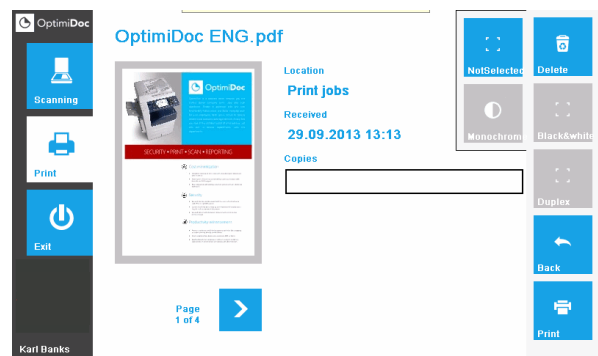 OptimiDoc
Scanning
Print
Exit
Karl Banks
OptimiDoc ENG.pdf
OptimiDoc
SECURITY • PRINT • SCAN • REPORTING
Page
1 of 4
Location
Print jobs
Received
29.09.2013 13:13
Copies
NotSelected
Monochrom
Delete
Black&white
Duplex
Back
Print